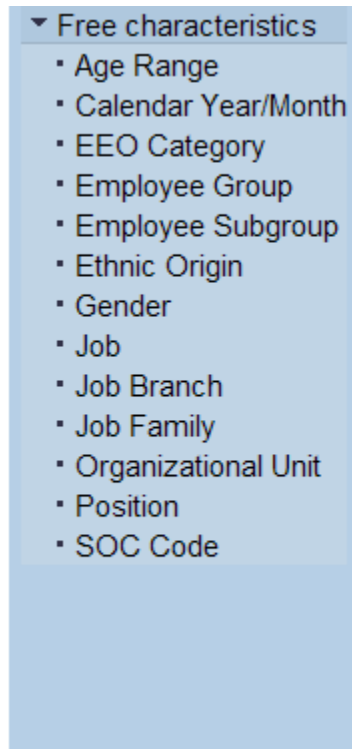 Free characteristics
Age Range
Calendar Year/Month
EEO Category
Employee Group
Employee Subgroup
Ethnic Origin
Gender
Job
Job Branch
Job Family
Organizational Unit
Position
SOC Code